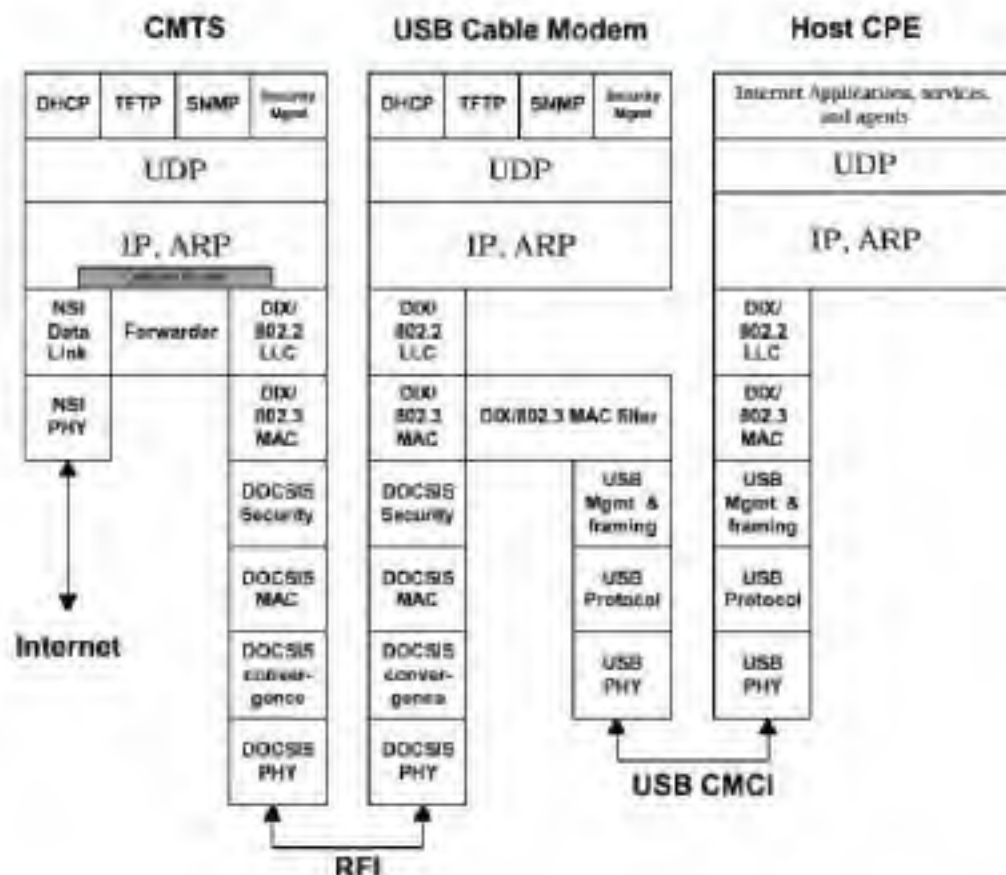 CMTS
USB Cable Modem
Host CPE
DHCP
TFTP
SNMP
Security
Mgmt
UDP
IP, ARP
NSI
Data
Link
Forwarder
DIX/
802.2
LLC
NSI
PHY
DIX/
802.3
MAC
DOCSIS
Security
DOCSIS
MAC
DOCSIS
conver-
gence
DOCSIS
PHY
Internet
DHCP
TFTP
SNMP
Security
Mgmt
UDP
IP, ARP
DIX/
802.2
LLC
DIX/
802.3
MAC
DIX/802.3 MAC filter
DOCSIS
Security
DOCSIS
MAC
DOCSIS
conver-
gence
DOCSIS
PHY
USB
Mgmt &
framing
USB
Protocol
USB
PHY
Internet Applications, services,
and agents
UDP
IP, ARP
DIX/
802.2
LLC
DIX/
802.3
MAC
USB
Mgmt &
framing
USB
Protocol
USB
PHY
USB CMCI
RFI